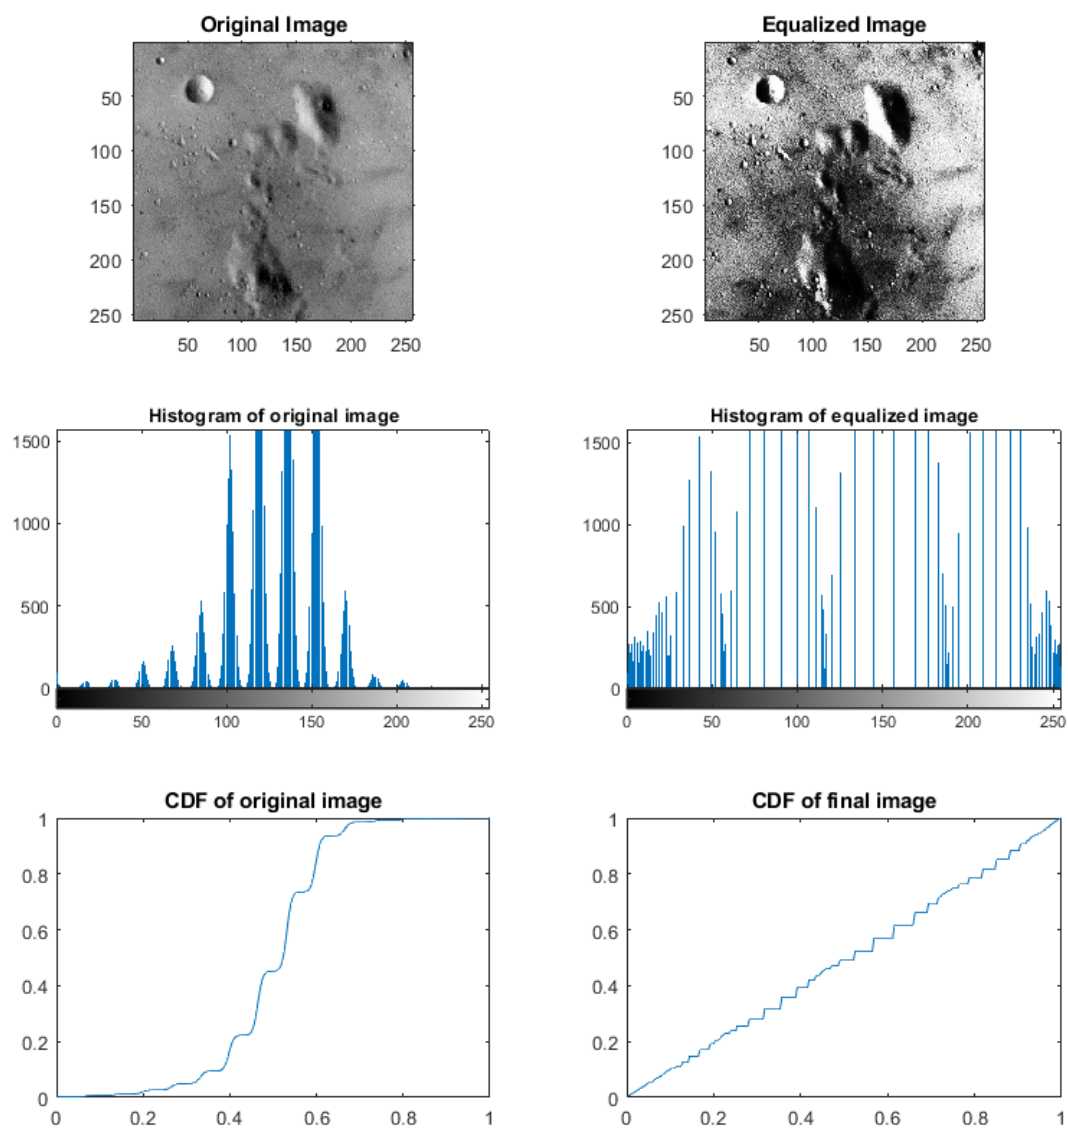 Original Image
50
100
150
200
250
50 100 150 200 250
Equalized Image
50
100
150
200
250
50 100 150 200 250
Histogram of original image
1500
1000
500
0
0 50 100 150 200 250
Histogram of equalized image
1500
1000
500
0
0 50 100 150 200 250
CDF of original image
1
0.8
0.6
0.4
0.2
0
0 0.2 0.4 0.6 0.8 1
CDF of final image
1
0.8
0.6
0.4
0.2
0
0 0.2 0.4 0.6 0.8 1